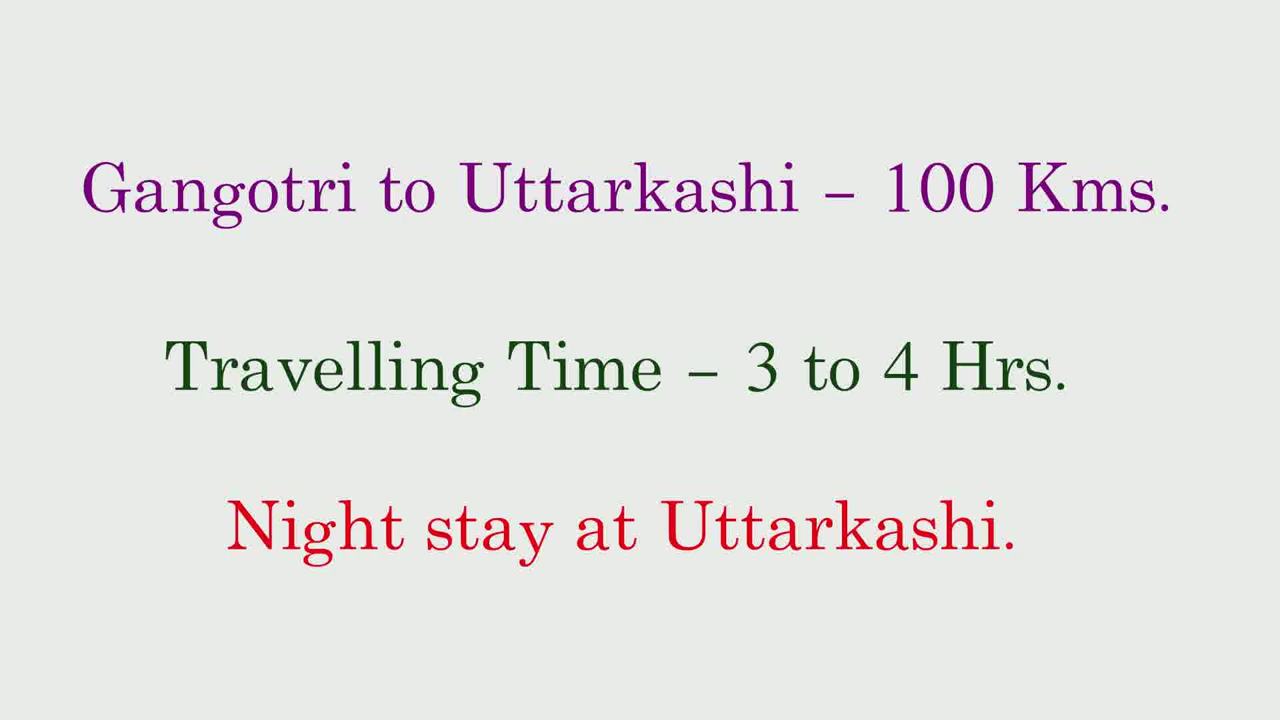 Gangotri to Uttarkashi – 100 Kms.
Travelling Time – 3 to 4 Hrs.
Night stay at Uttarkashi.